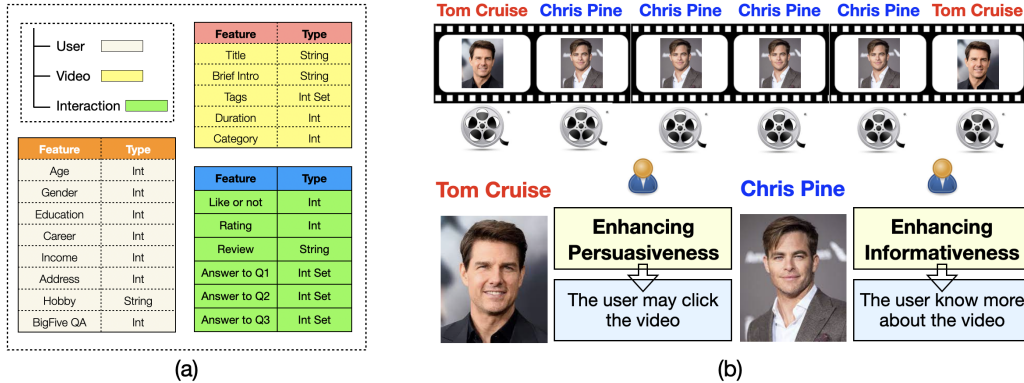 User
Video
Interaction
Feature Type
Title String
Brief Intro String
Tags Int Set
Duration Int
Category Int
Feature Type
Age Int
Gender Int
Education Int
Career Int
Income Int
Address Int
Hobby String
BigFive QA Int
Feature Type
Like or not Int
Rating Int
Review String
Answer to Q1 Int Set
Answer to Q2 Int Set
Answer to Q3 Int Set
(a)
Tom Cruise Chris Pine Chris Pine Chris Pine Chris Pine Tom Cruise
Tom Cruise
Enhancing
Persuasiveness
The user may click
the video
Chris Pine
Enhancing
Informativeness
The user know more
about the video
(b)